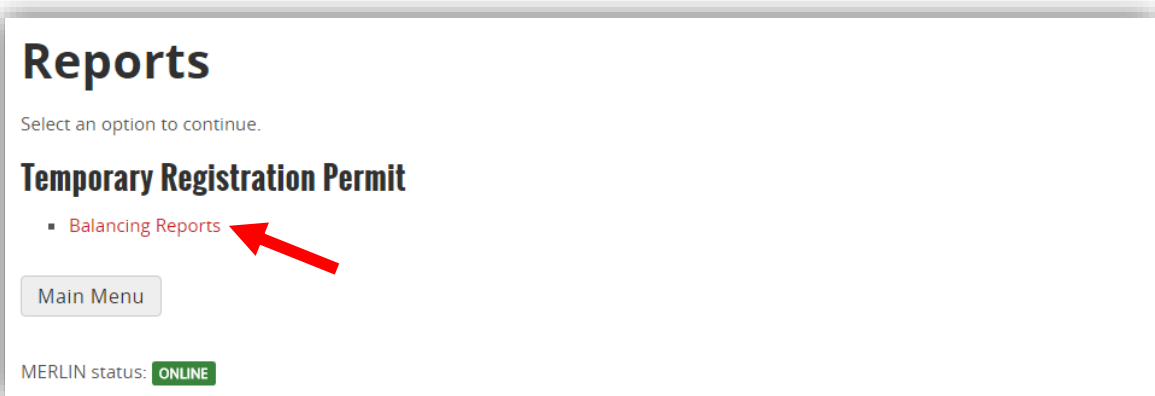 Reports
Select an option to continue.
Temporary Registration Permit
Balancing Reports
Main Menu
MERLIN status: ONLINE